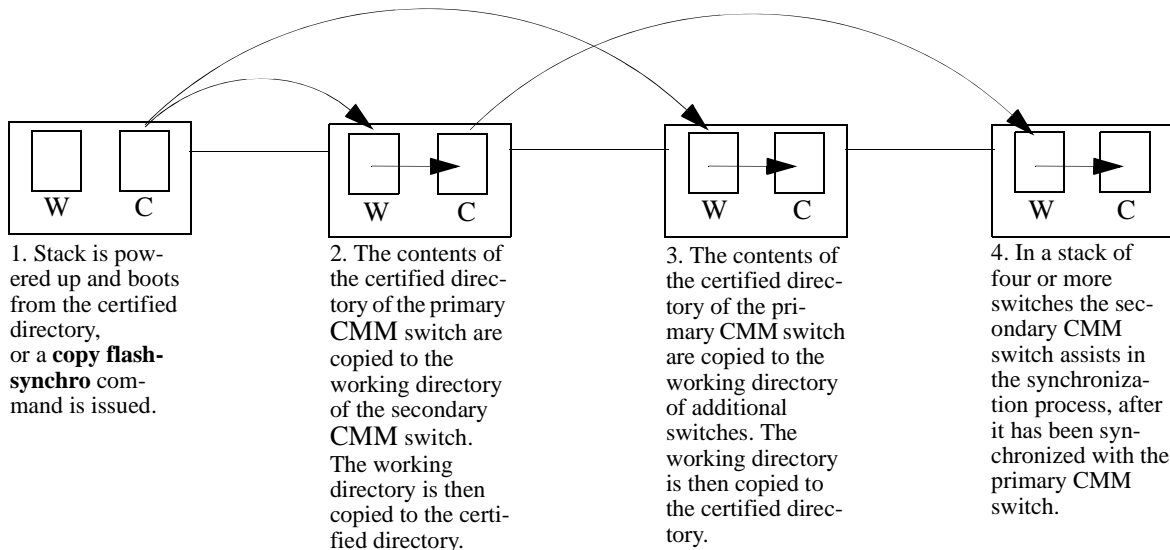 W C
W C
W C
W C
1. Stack is pow-
ered up and boots
from the certified
directory,
or a copy flash-
synchro com-
mand is issued.
2. The contents of
the certified direc-
tory of the primary
CMM switch are
copied to the
working directory
of the secondary
CMM switch.
The working
directory is then
copied to the certi-
fied directory.
3. The contents of
the certified direc-
tory of the pri-
mary CMM switch
are copied to the
working directory
of additional
switches. The
working directory
is then copied to
the certified direc-
tory.
4. In a stack of
four or more
switches the sec-
ondary CMM
switch assists in
the synchroniza-
tion process, after
it has been syn-
chronized with the
primary CMM
switch.